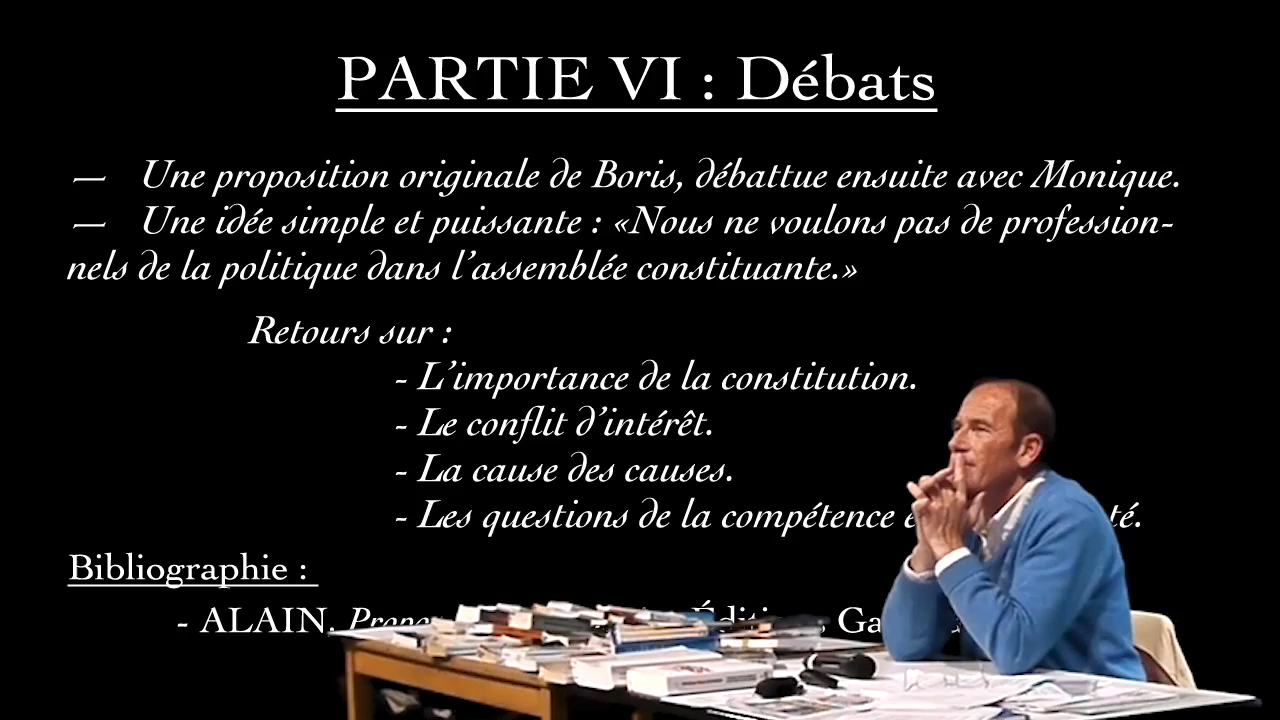 PARTIE VI : Débats
— Une proposition originale de Boris, débattue ensuite avec Monique.
— Une idée simple et puissante : «Nous ne voulons pas de profession-
nels de la politique dans l'assemblée constituante.»
Retours sur :
- L'importance de la constitution.
- Le conflit d'intérêt.
- La cause des causes.
- Les questions de la compétence
Bibliographie :
- ALAIN.